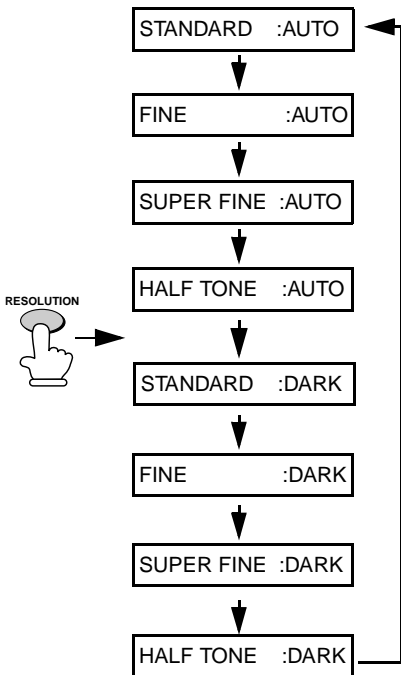 STANDARD :AUTO
FINE :AUTO
SUPER FINE :AUTO
HALF TONE :AUTO
RESOLUTION
STANDARD :DARK
FINE :DARK
SUPER FINE :DARK
HALF TONE :DARK